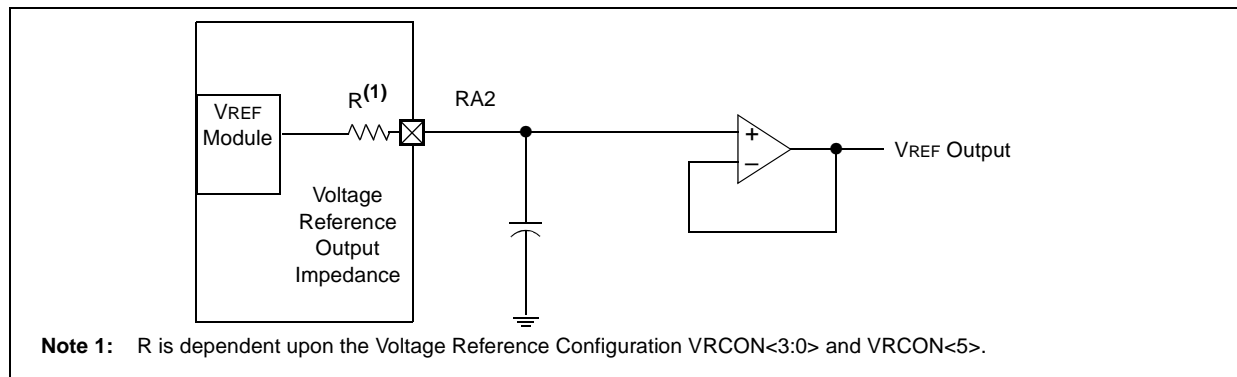 R(1)
RA2
VREF
Module
+
−
VREF Output
Voltage
Reference
Output
Impedance
Note 1: R is dependent upon the Voltage Reference Configuration VRCON<3:0> and VRCON<5>.